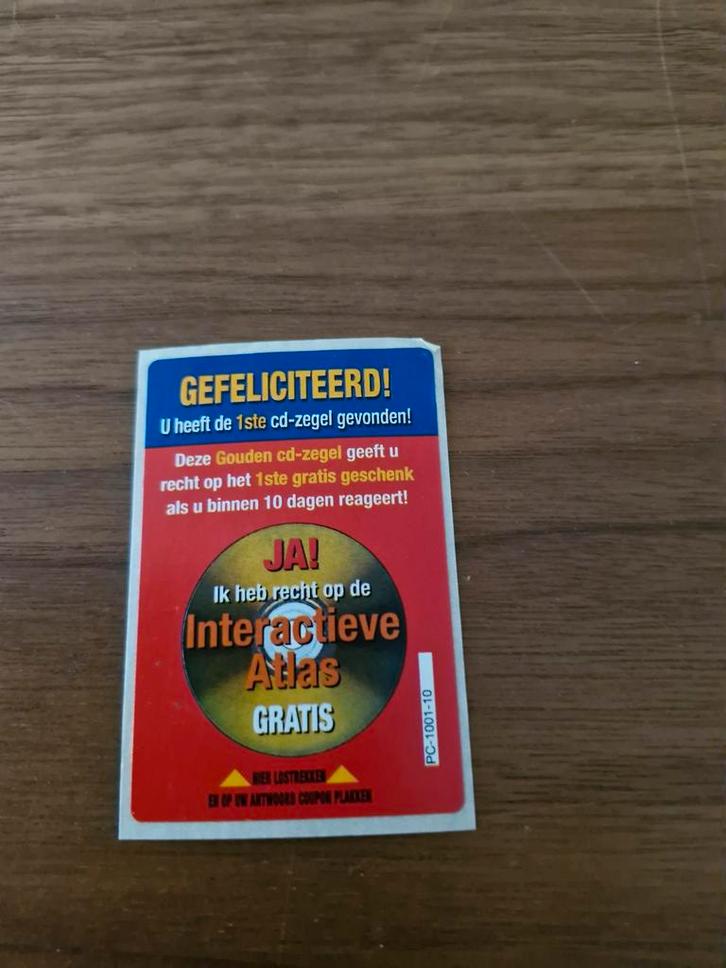 GEFELICITEERD!
U heeft de 1ste cd-zegel gevonden!
Deze Gouden cd-zegel geeft u
recht op het 1ste gratis geschenk
als u binnen 10 dagen reageert!
JA!
Ik heb recht op de
Interactieve
Atlas
GRATIS
PC-1001-10
HIER LOSTREKKEN
EN OP UW ANTWOORD COUPON PLAKKEN